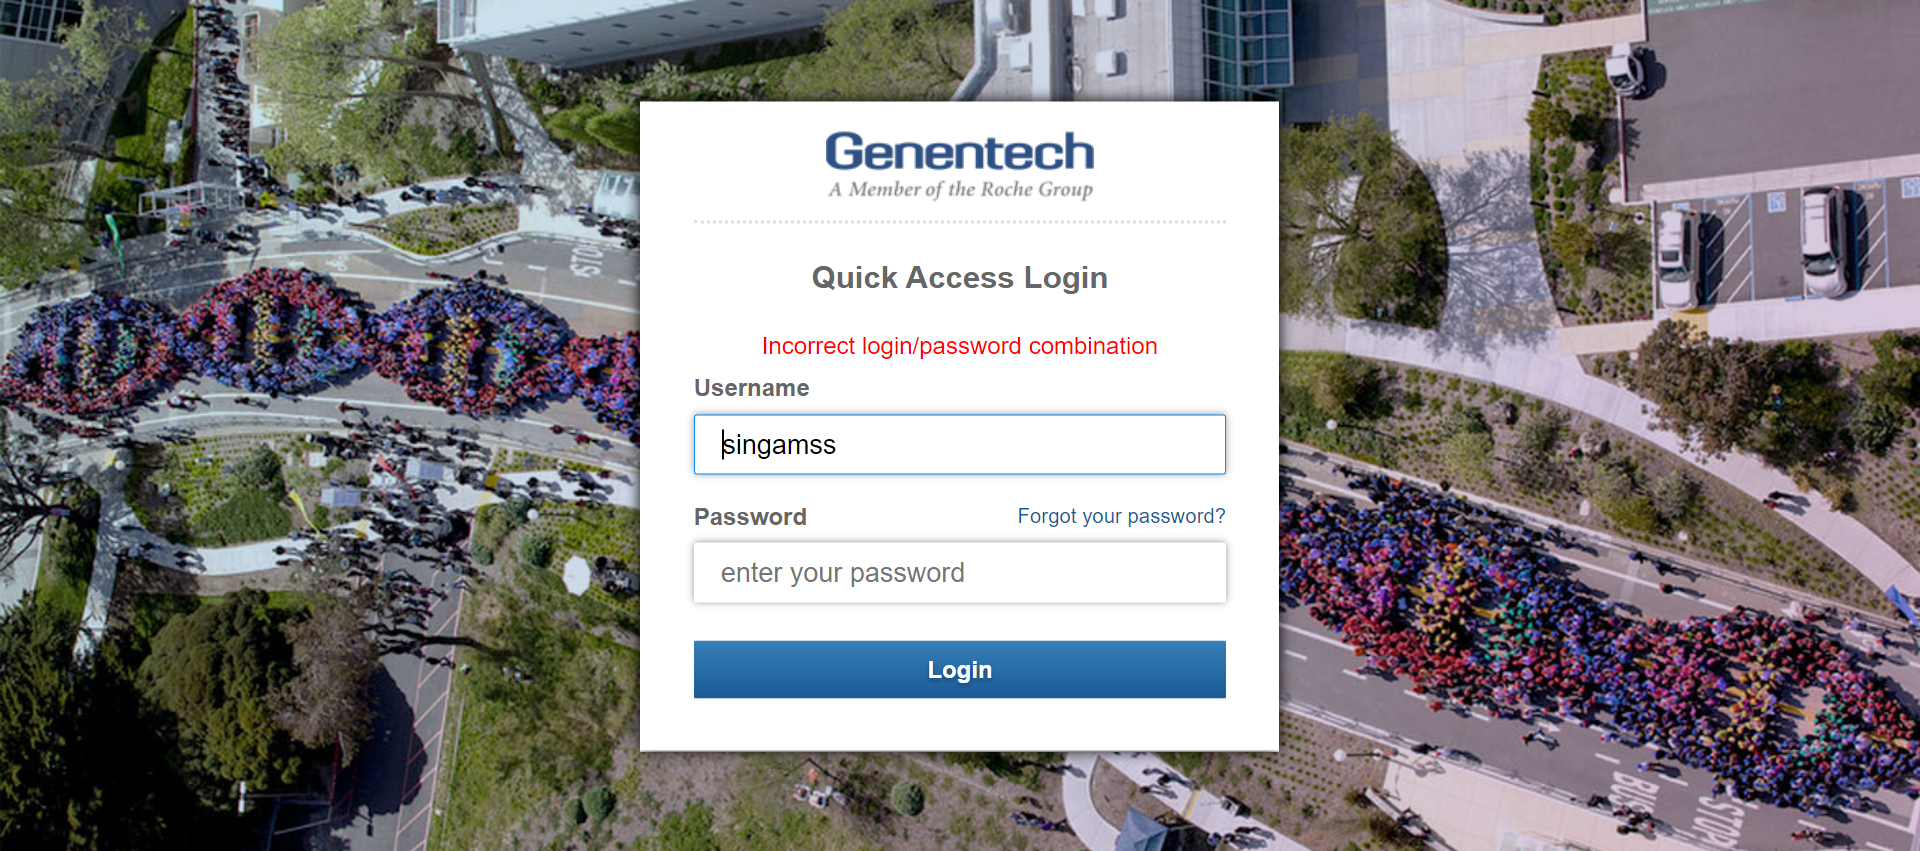 Genentech
A Member of the Roche Group
Quick Access Login
Incorrect login/password combination
Username
singamss
Password
Forgot your password?
enter your password
Login
STOP
BUS
STOP